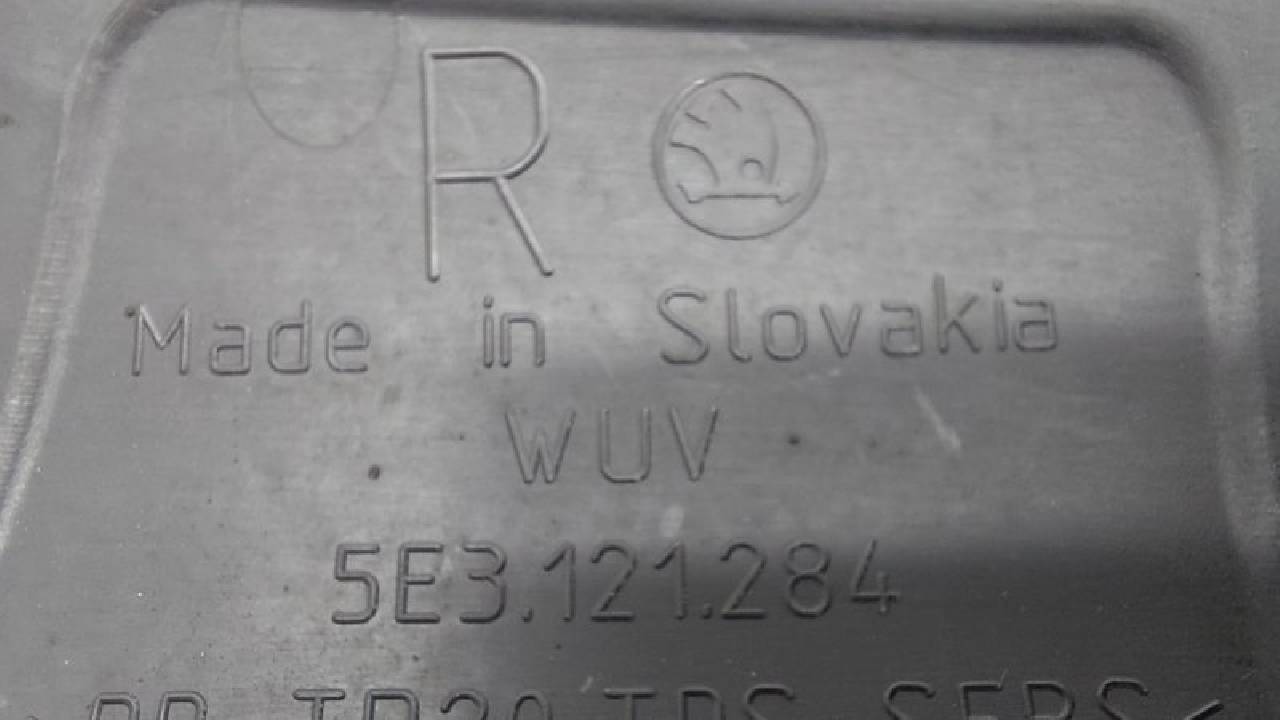 R
Made in Slovakia
WUV
5E3.121.284